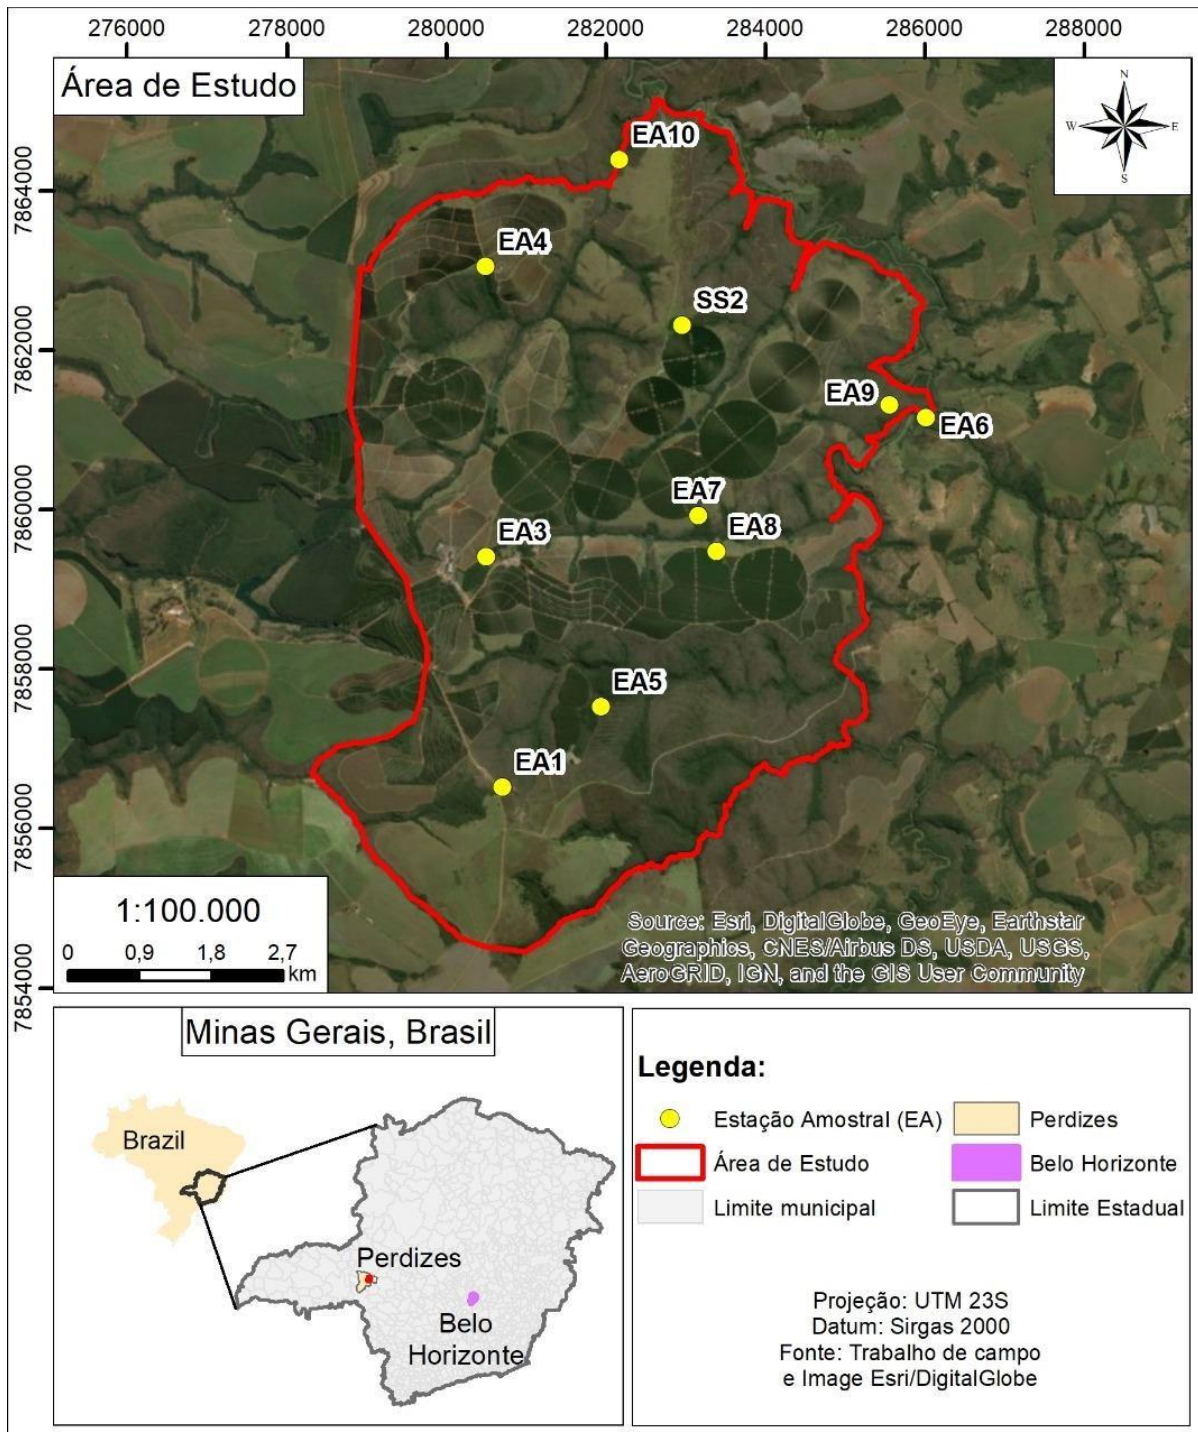 276000 278000 280000 282000 284000 286000 288000
Área de Estudo
N
W E
S
7864000
7862000
7860000
7858000
7856000
7854000
EA10
EA4
SS2
EA9
EA6
EA7
EA8
EA3
EA5
EA1
1:100.000
0 0,9 1,8 2,7
km
Source: Esri, DigitalGlobe, GeoEye, Earthstar
Geographics, CNES/Airbus DS, USDA, USGS,
AeroGRID, IGN, and the GIS User Community
Minas Gerais, Brasil
Brazil
Perdizes
Belo
Horizonte
Legenda:
Estação Amostral (EA)
Perdizes
Área de Estudo
Belo Horizonte
Limite municipal
Limite Estadual
Projeção: UTM 23S
Datum: Sirgas 2000
Fonte: Trabalho de campo
e Image Esri/DigitalGlobe